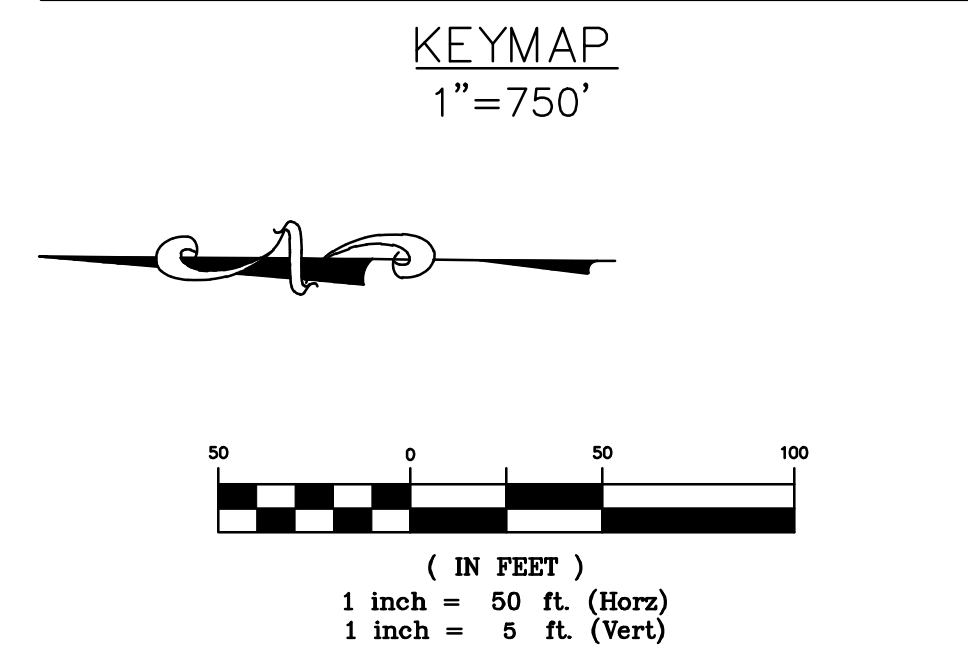 KEYMAP
1”=750’
50 0 50 100
( IN FEET )
1 inch = 50 ft. (Horz)
1 inch = 5 ft. (Vert)